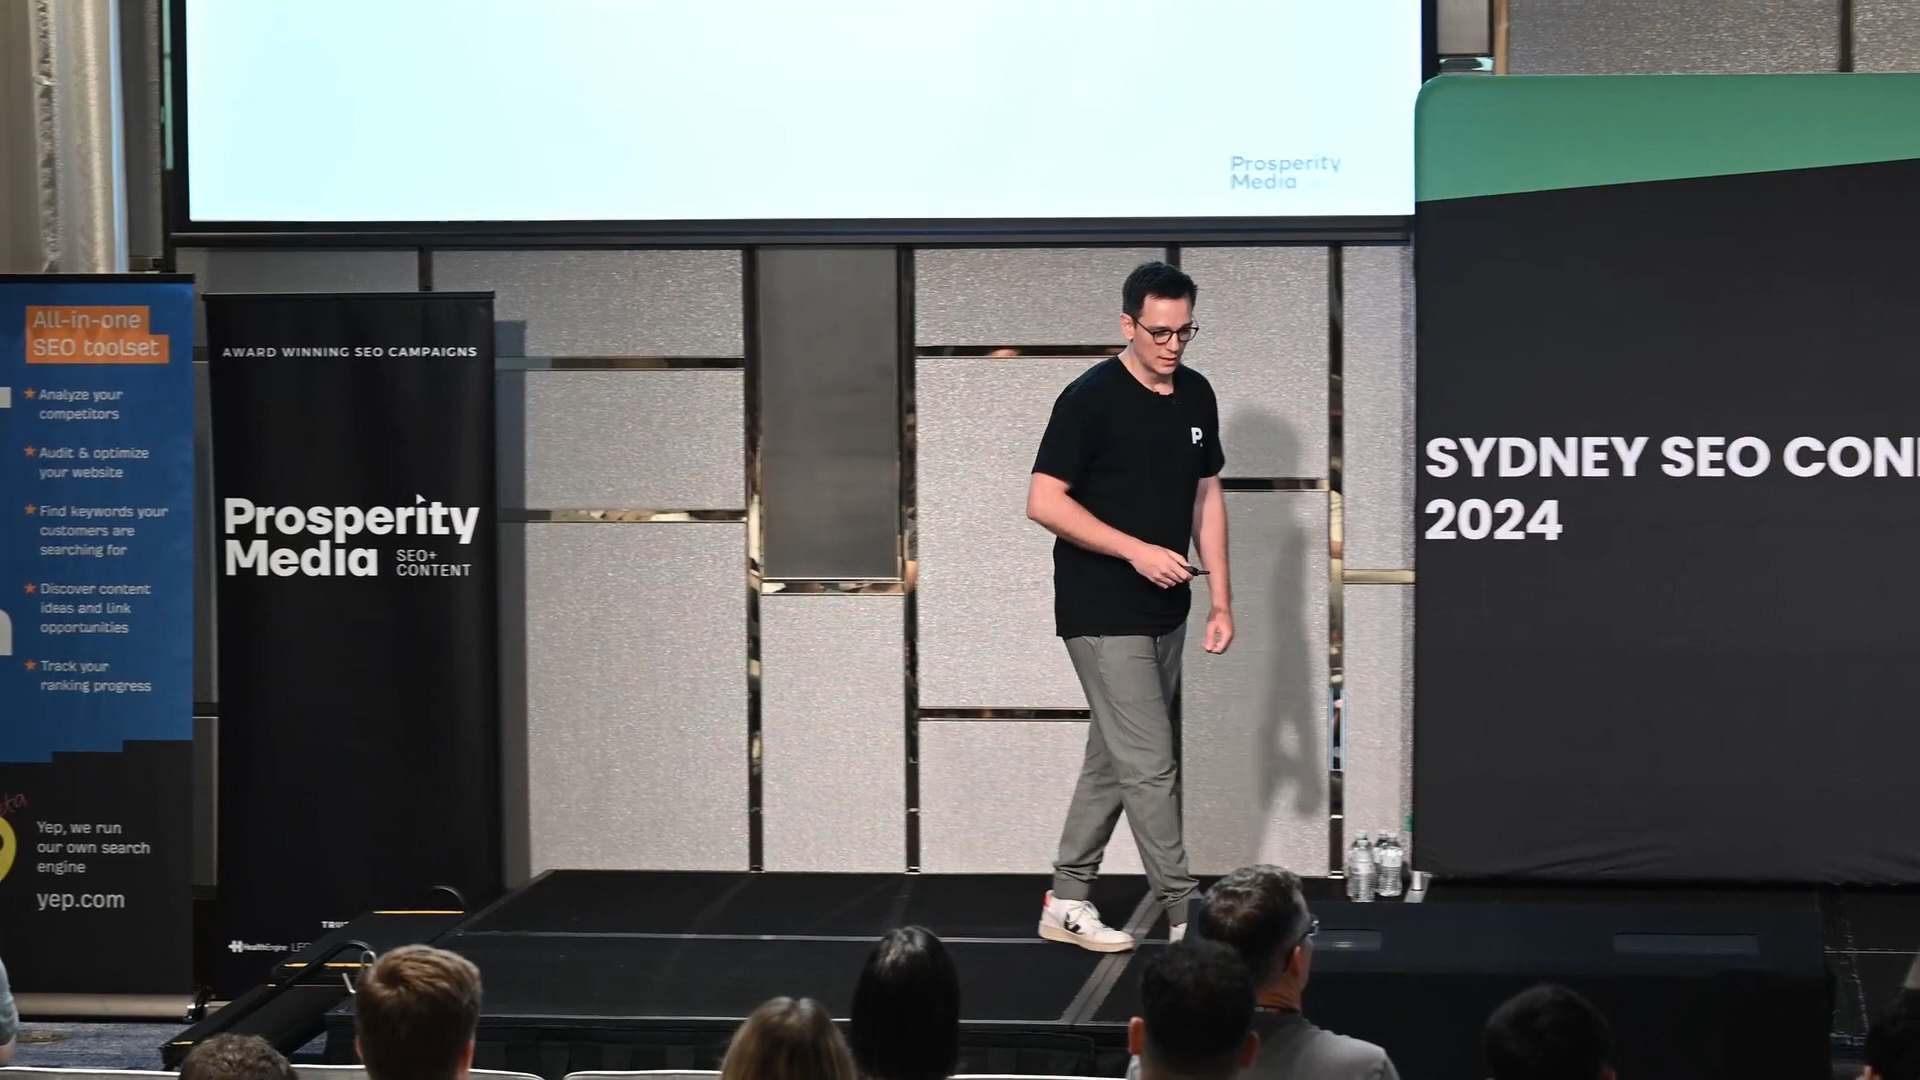 Prosperity
Media
All-in-one
SEO toolset
Analyze your
competitors
Audit & optimize
your website
Find keywords your
customers are
searching for
Discover content
ideas and link
opportunities
Track your
ranking progress
Yep, we run
our own search
engine
yep.com
AWARD WINNING SEO CAMPAIGNS
Prosperity
Media SEO+
CONTENT
HealthEngine
P
SYDNEY SEO CON
2024